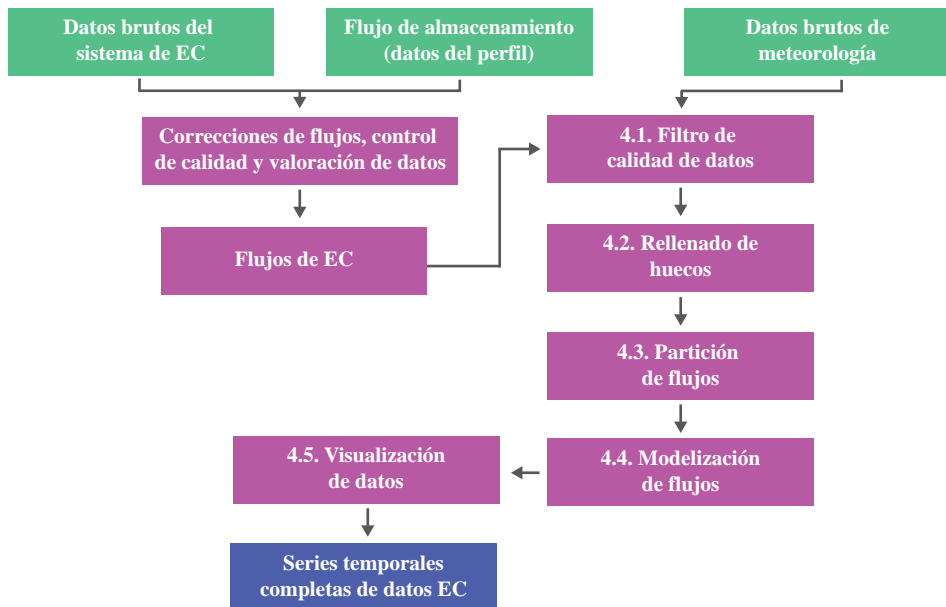 Datos brutos del
sistema de EC
Flujo de almacenamiento
(datos del perfil)
Datos brutos de
meteorología
Correcciones de flujos, control
de calidad y valoración de datos
4.1. Filtro de
calidad de datos
Flujos de EC
4.2. Rellenado de
huecos
4.3. Partición
de flujos
4.4. Modelización
de flujos
4.5. Visualización
de datos
Series temporales
completas de datos EC